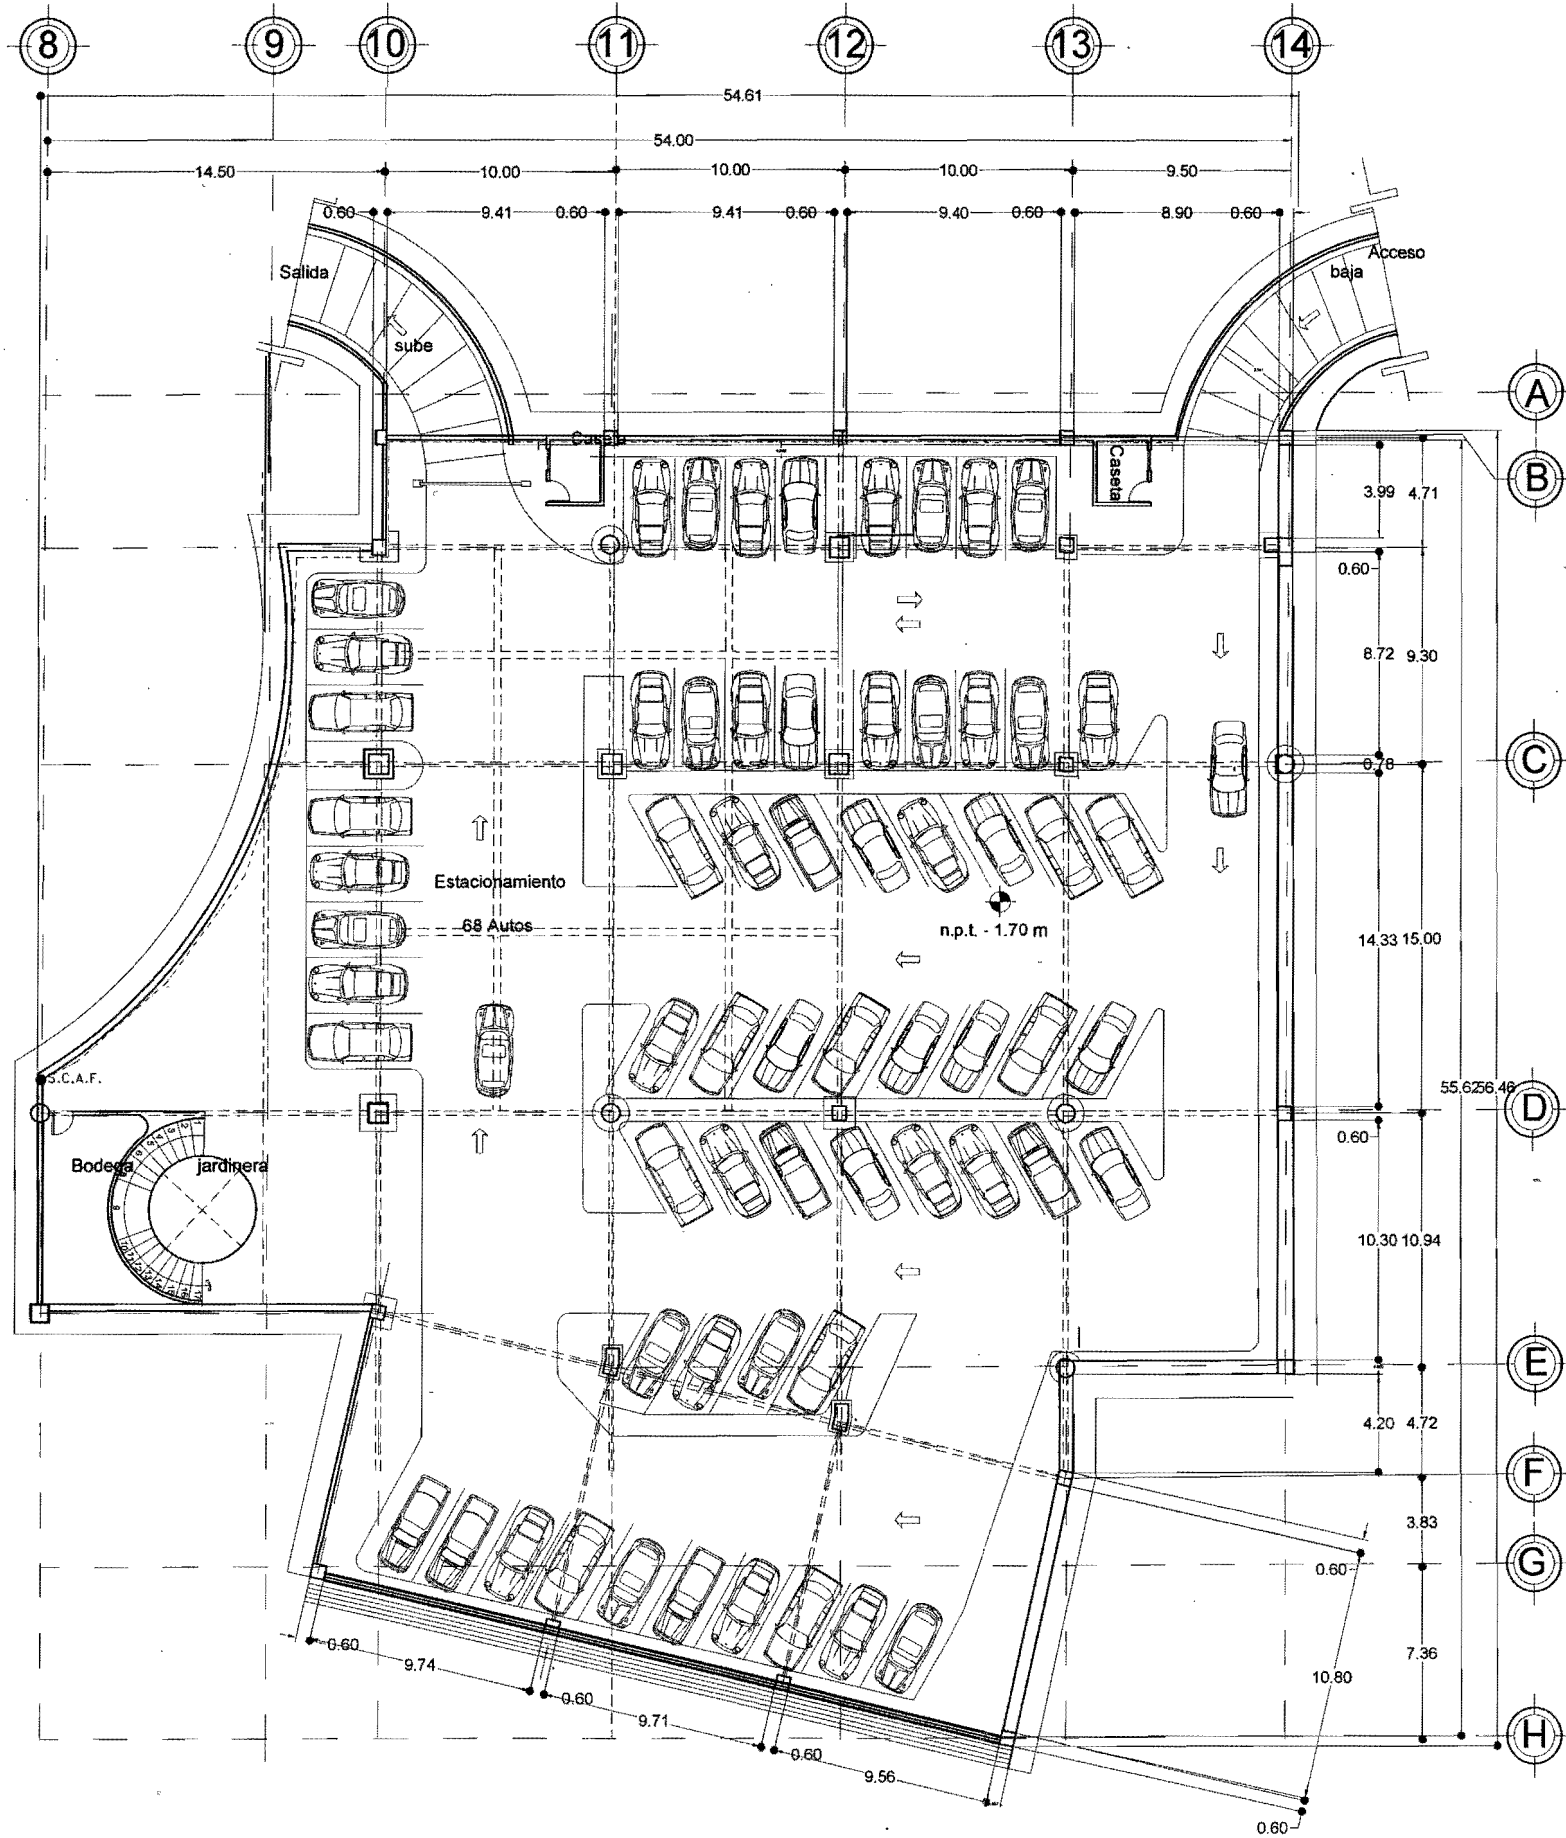 8 9 10 11 12 13 14
54.61
54.00
14.50 10.00 10.00 10.00 9.50
0.60 9.41 0.60 9.41 0.60 9.40 0.60 8.90 0.60
Salida
Acceso
baja
sube
A
Caseta
Caseta
B
3.99 4.71
0.60
8.72 9.30
C
0.78
Estacionamiento
68 Autos
n.p.t. - 1.70 m
14.33 15.00
S.C.A.F.
55.62 56.46
D
0.60
Bodega
jardinera
10.30 10.94
E
4.20 4.72
F
3.83
G
0.60
0.60
9.74
7.36
10.80
0.60
9.71
H
0.60
9.56
0.60